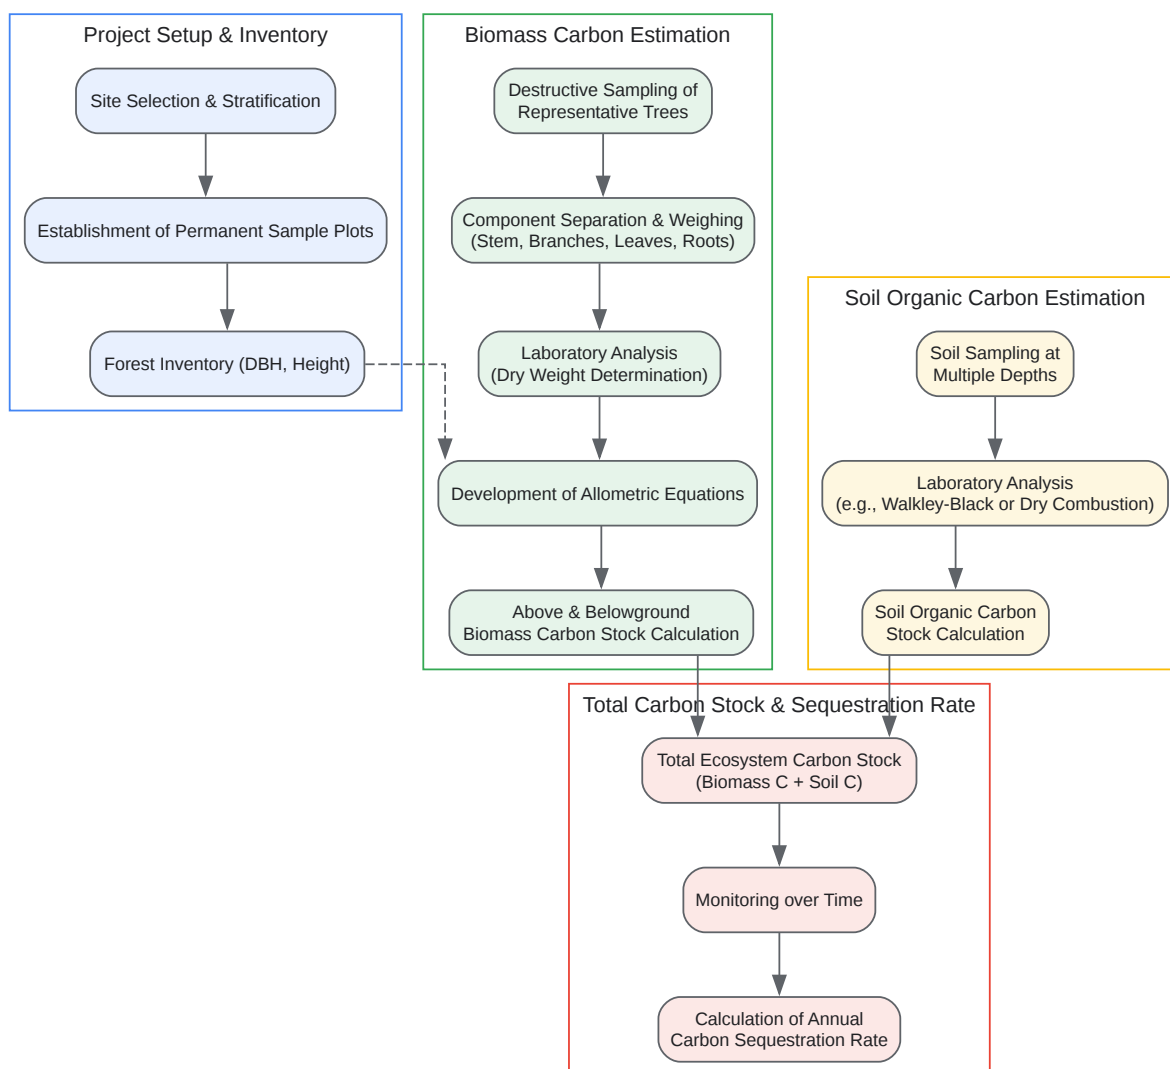 Project Setup & Inventory
Site Selection & Stratification
Establishment of Permanent Sample Plots
Forest Inventory (DBH, Height)
Biomass Carbon Estimation
Destructive Sampling of
Representative Trees
Component Separation & Weighing
(Stem, Branches, Leaves, Roots)
Laboratory Analysis
(Dry Weight Determination)
Development of Allometric Equations
Above & Belowground
Biomass Carbon Stock Calculation
Soil Organic Carbon Estimation
Soil Sampling at
Multiple Depths
Laboratory Analysis
(e.g., Walkley-Black or Dry Combustion)
Soil Organic Carbon
Stock Calculation
Total Carbon Stock & Sequestration Rate
Total Ecosystem Carbon Stock
(Biomass C + Soil C)
Monitoring over Time
Calculation of Annual
Carbon Sequestration Rate